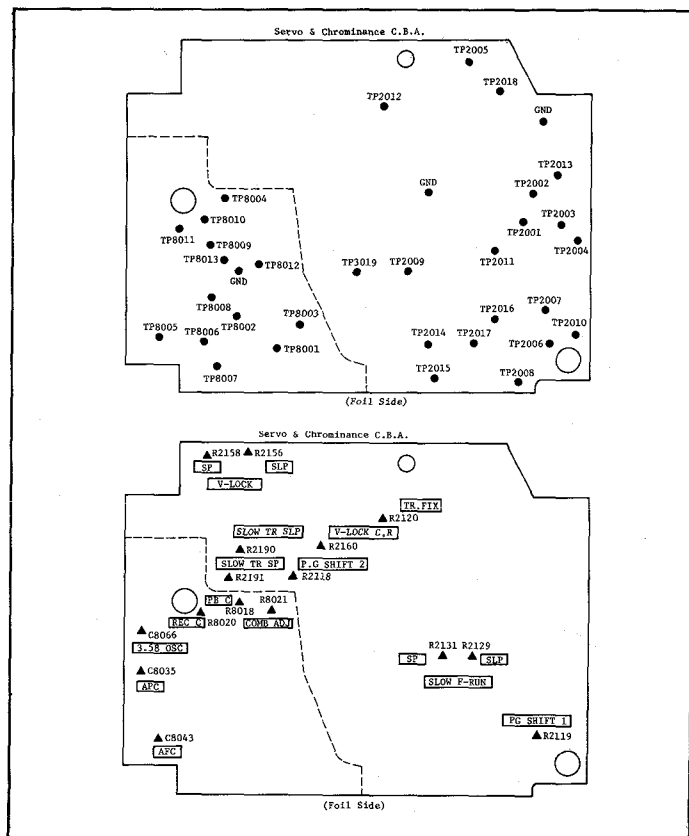 Servo & Chrominance C.B.A.
TP2005
TP2018
TP2012
GND
TP2013
TP2002
GND
TP8004
TP2003
TP8010
TP2001
TP8011
TP2004
TP8009
TP2011
TP8013
TP8012
TP3019
TP2009
GND
TP8008
TP2007
TP2016
TP8002
TP8003
TP8005
TP8006
TP2010
TP2014
TP2017
TP2006
TP8001
TP8007
TP2015
TP2008
(Foil Side)
Servo & Chrominance C.B.A.
R2158
R2156
SP
SLP
V-LOCK
TR.FIX
R2120
SLOW TR SLP
V-LOCK C,R
R2190
R2160
SLOW TR SP
P.G SHIFT 2
R2191
R2118
PB C
R8021
R8018
REC C
R8020
COMB ADJ
C8066
3.58 OSC
R2131
R2129
SP
SLP
C8035
APC
SLOW F-RUN
PG SHIFT 1
R2119
C8043
AFC
(Foil Side)